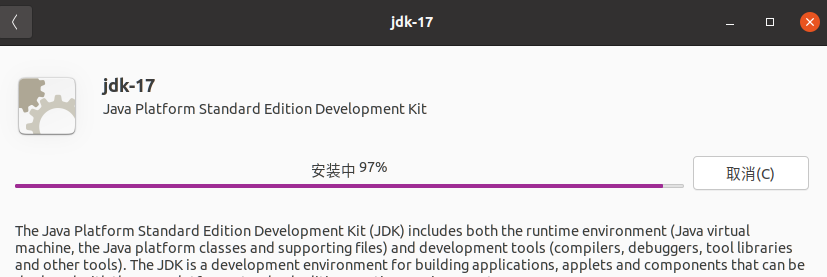 jdk-17
jdk-17
Java Platform Standard Edition Development Kit
安装中 97%
取消(C)
The Java Platform Standard Edition Development Kit (JDK) includes both the runtime environment (Java virtual
machine, the Java platform classes and supporting files) and development tools (compilers, debuggers, tool libraries
and other tools). The JDK is a development environment for building applets, applications and components that can be